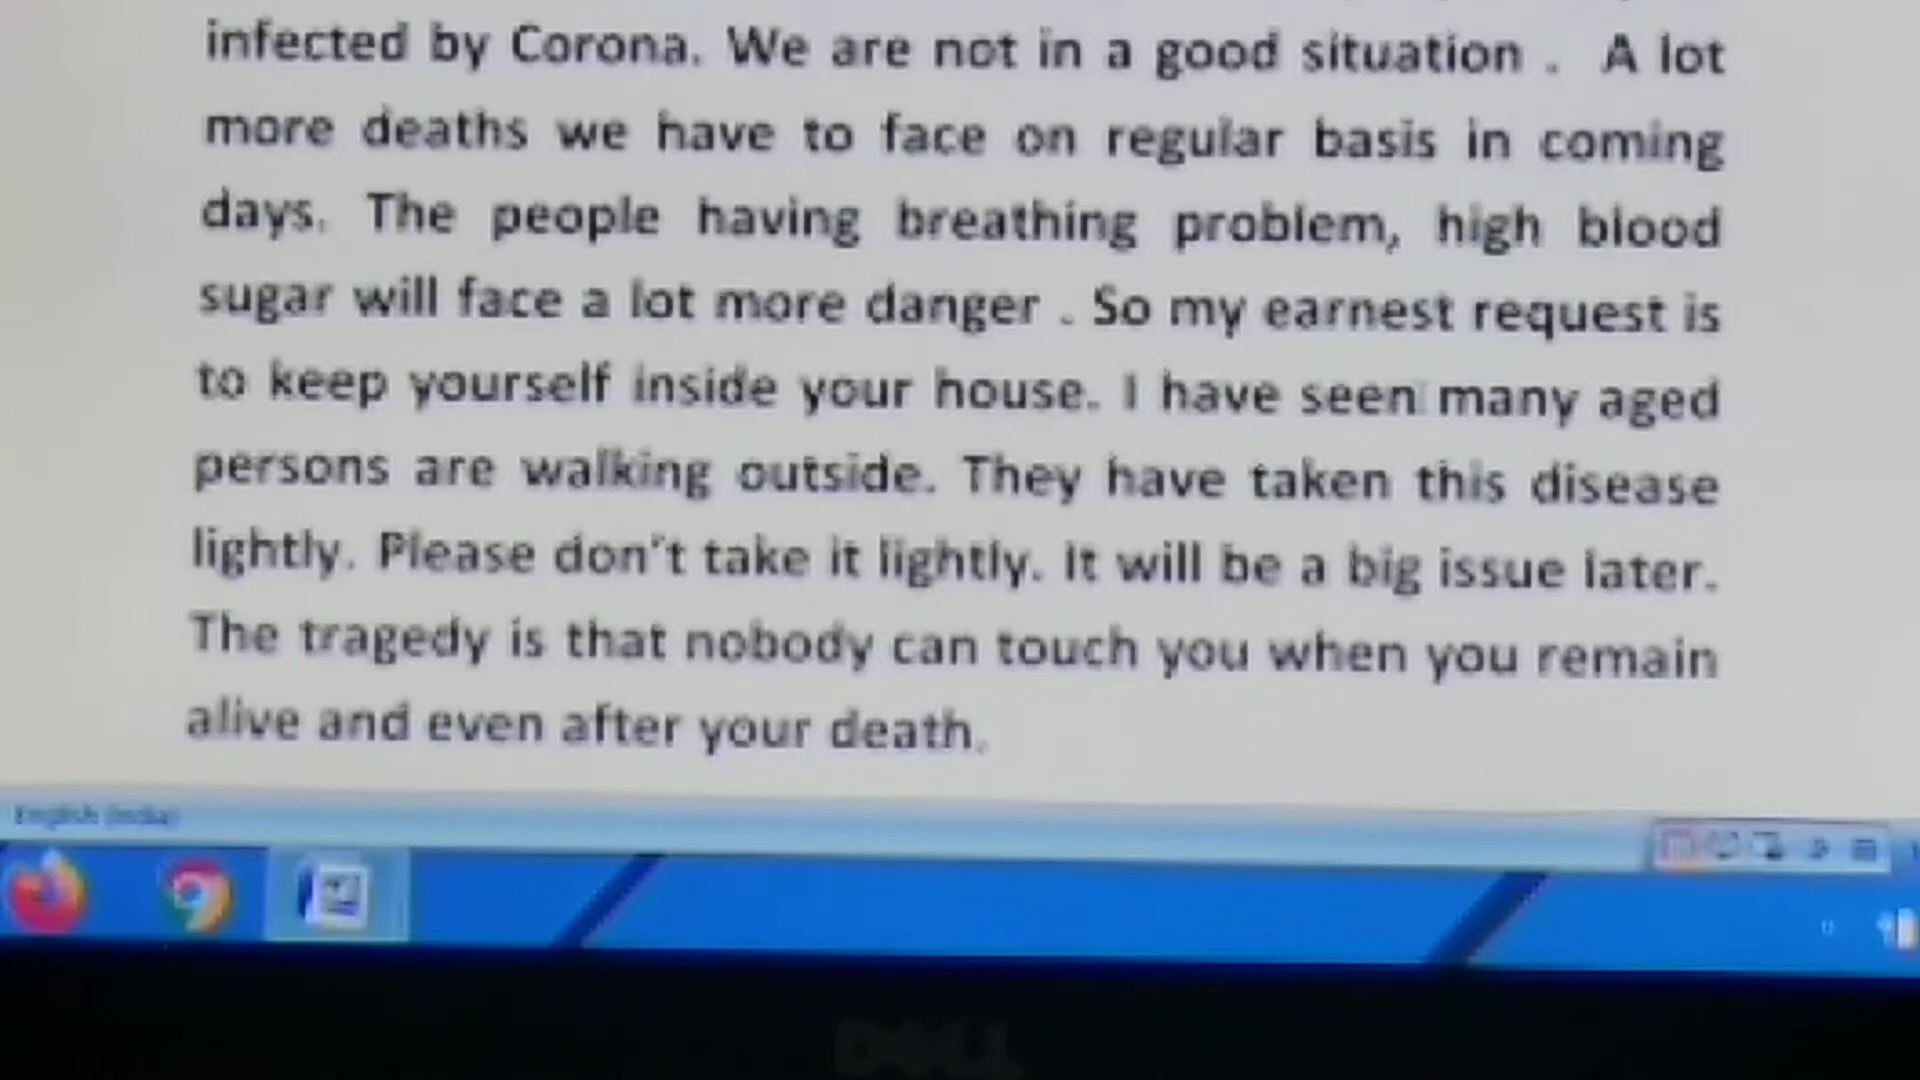 infected by Corona. We are not in a good situation . A lot
more deaths we have to face on regular basis in coming
days. The people having breathing problem, high blood
sugar will face a lot more danger . So my earnest request is
to keep yourself inside your house. I have seen many aged
persons are walking outside. They have taken this disease
lightly. Please don't take it lightly. It will be a big issue later.
The tragedy is that nobody can touch you when you remain
alive and even after your death.
English (India)
DELL